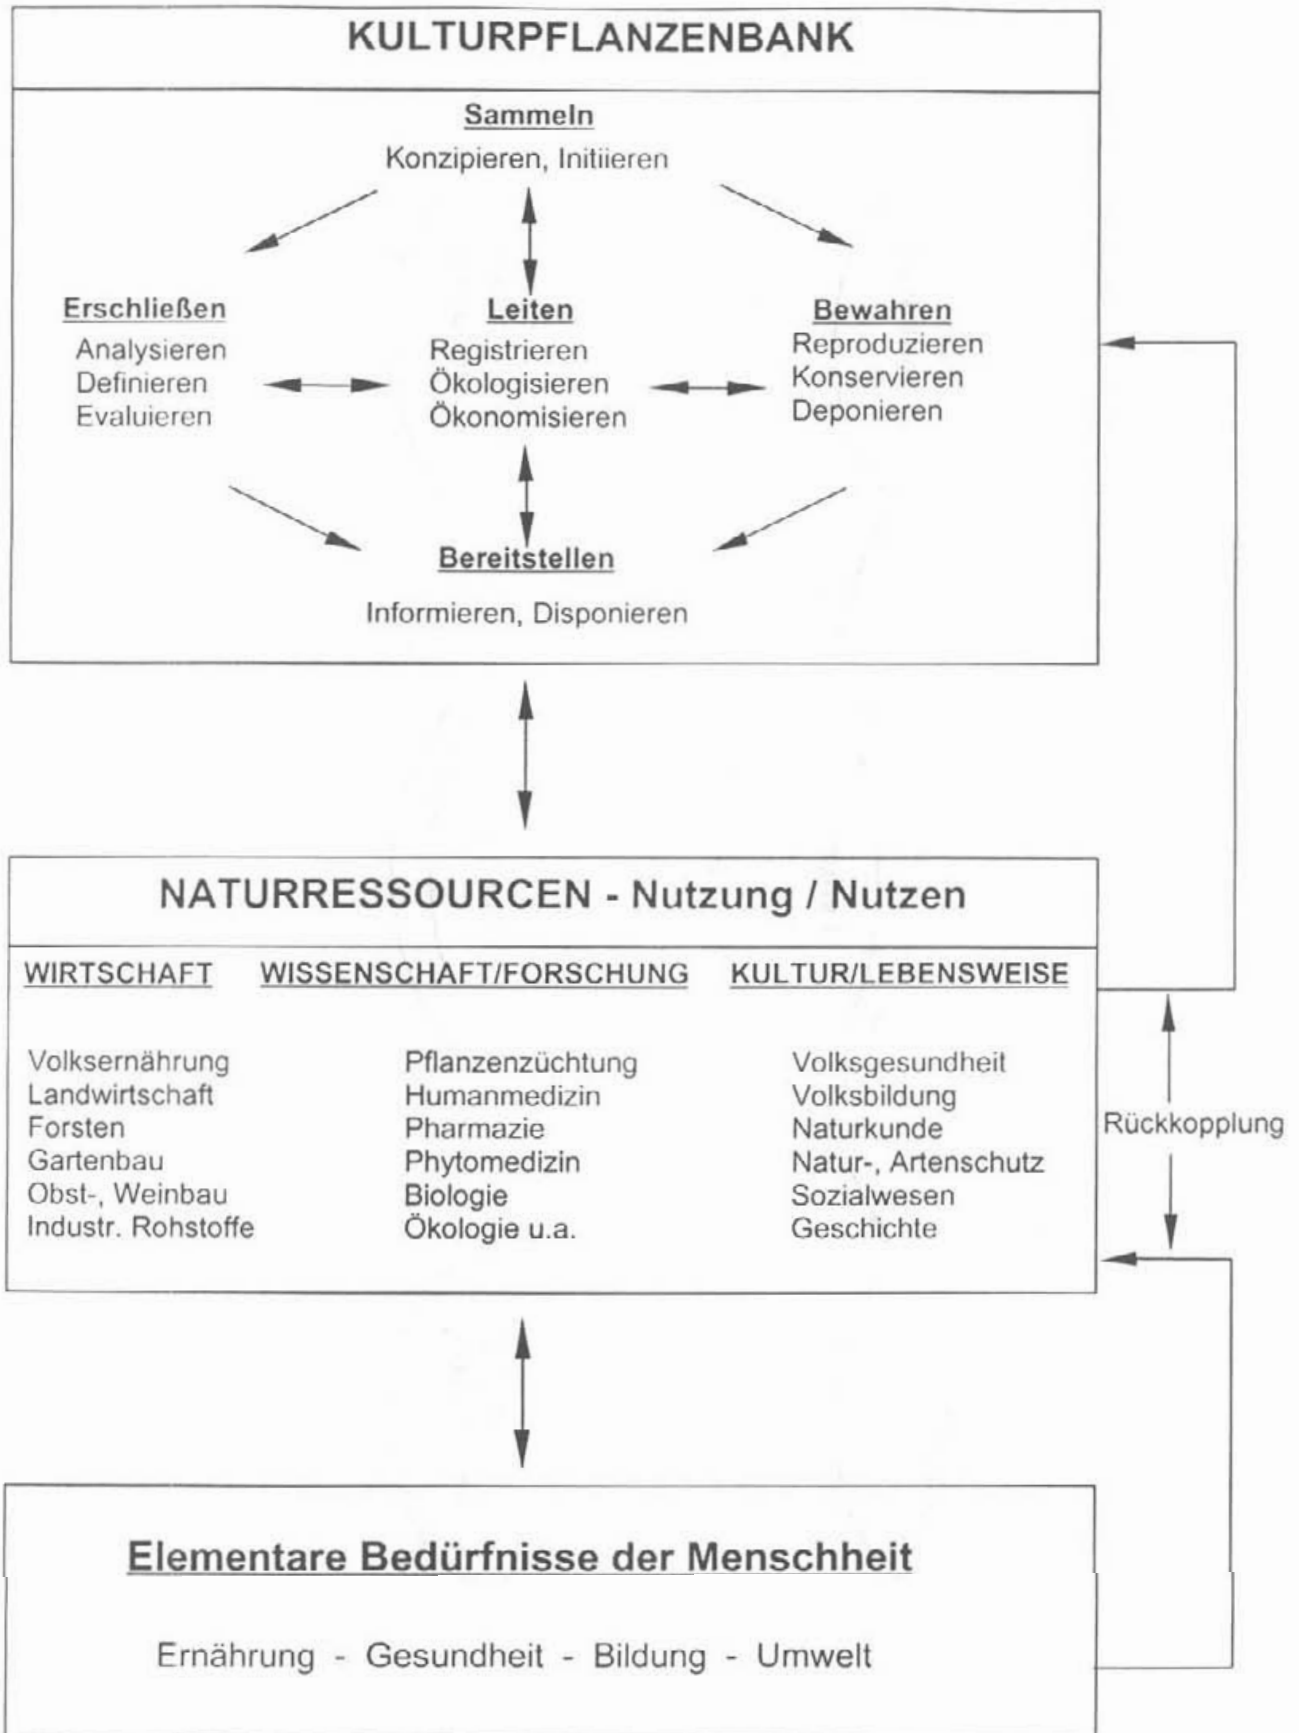 KULTURPFLANZENBANK
Sammeln
Konzipieren, Initiieren
Erschließen
Analysieren
Definieren
Evaluieren
Leiten
Registrieren
Ökologisieren
Ökonomisieren
Bewahren
Reproduzieren
Konservieren
Deponieren
Bereitstellen
Informieren, Disponieren
NATURRESSOURCEN - Nutzung / Nutzen
WIRTSCHAFT
Volksernährung
Landwirtschaft
Forsten
Gartenbau
Obst-, Weinbau
Industr. Rohstoffe
WISSENSCHAFT/FORSCHUNG
Pflanzenzüchtung
Humanmedizin
Pharmazie
Phytomedizin
Biologie
Ökologie u.a.
KULTUR/LEBENSWEISE
Volksgesundheit
Volksbildung
Naturkunde
Natur-, Artenschutz
Sozialwesen
Geschichte
Rückkopplung
Elementare Bedürfnisse der Menschheit
Ernährung - Gesundheit - Bildung - Umwelt